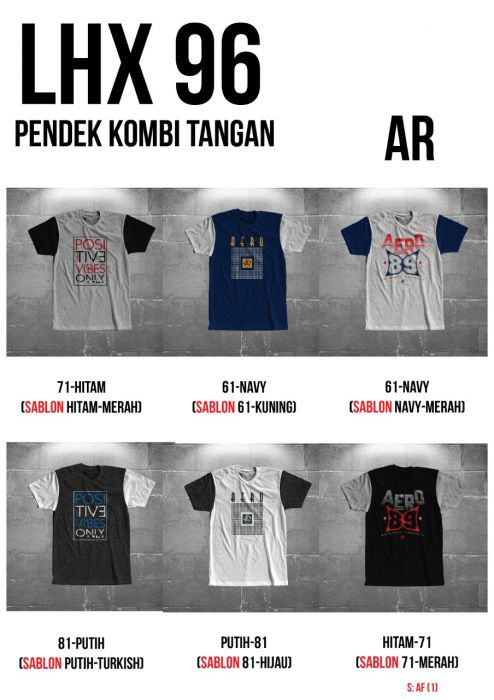 LHX 96
PENDEK KOMBI TANGAN
AR
POSI
TIVE
VIBES
ONLY
AERO
AERO
89
71-HITAM
(SABLON HITAM-MERAH)
61-NAVY
(SABLON 61-KUNING)
61-NAVY
(SABLON NAVY-MERAH)
POSI
TIVE
VIBES
ONLY
AERO
AERO
89
81-PUTIH
(SABLON PUTIH-TURKISH)
PUTIH-81
(SABLON 81-HIJAU)
HITAM-71
(SABLON 71-MERAH)
S: AF (1)